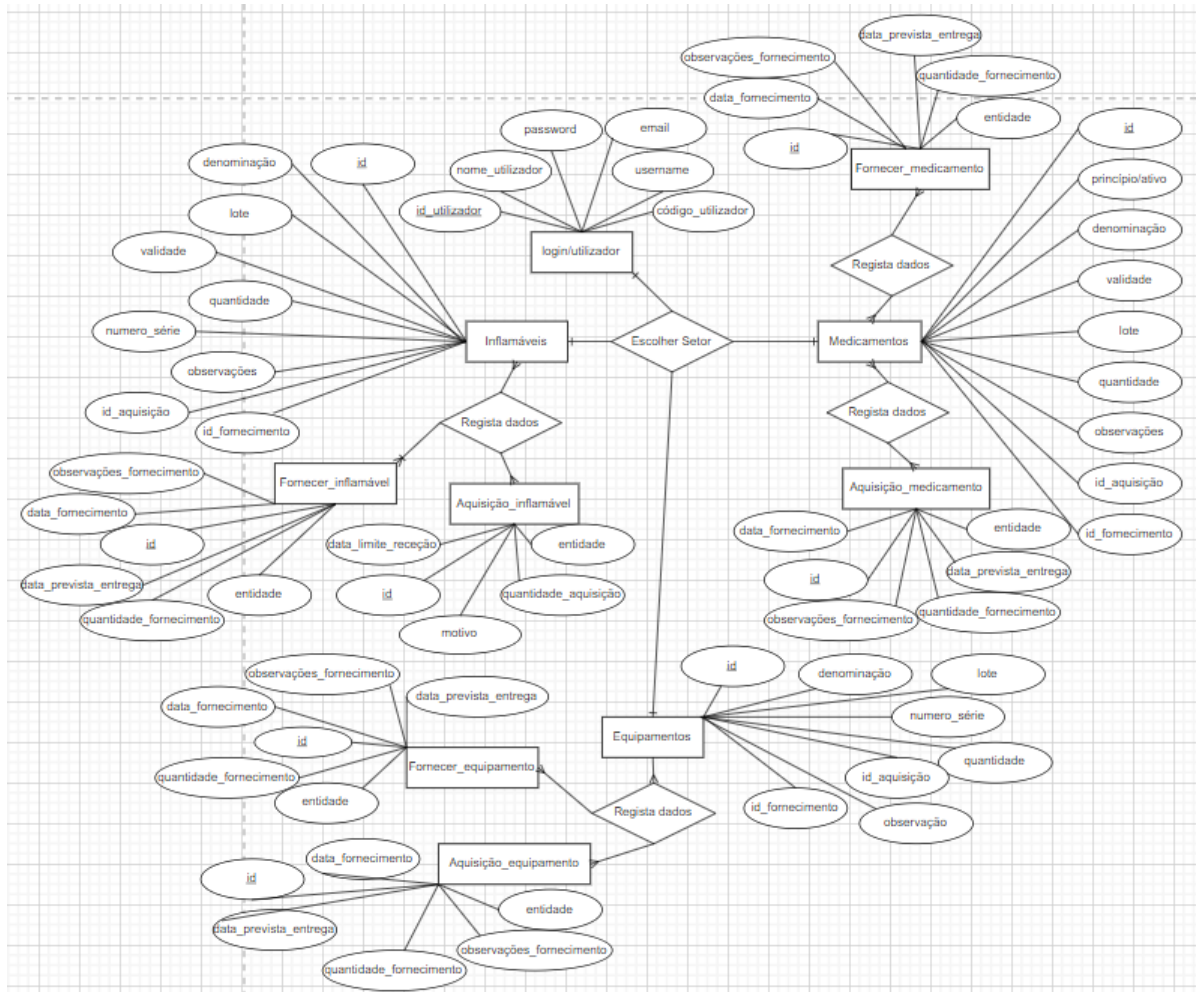 data_prevista_entrega
observações_fornecimento
quantidade_fornecimento
data_fornecimento
entidade
id
Fornecer_medicamento
password
email
nome_utilizador
username
id_utilizador
código_utilizador
login/utilizador
denominação
id
lote
validade
quantidade
numero_série
observações
id_aquisição
id_fornecimento
Inflamáveis
Escolher Setor
Regista dados
Medicamentos
id
princípio/ativo
denominação
validade
lote
quantidade
observações
id_aquisição
id_fornecimento
Regista dados
Regista dados
Aquisição_medicamento
data_fornecimento
entidade
id
data_prevista_entrega
observações_fornecimento
quantidade_fornecimento
observações_fornecimento
Fornecer_inflamável
data_fornecimento
id
data_prevista_entrega
entidade
quantidade_fornecimento
Aquisição_inflamável
data_limite_receção
entidade
id
quantidade_aquisição
motivo
observações_fornecimento
data_prevista_entrega
data_fornecimento
id
Fornecer_equipamento
quantidade_fornecimento
entidade
id
denominação
lote
numero_série
Equipamentos
quantidade
id_aquisição
id_fornecimento
observação
Regista dados
data_fornecimento
Aquisição_equipamento
id
entidade
data_prevista_entrega
observações_fornecimento
quantidade_fornecimento